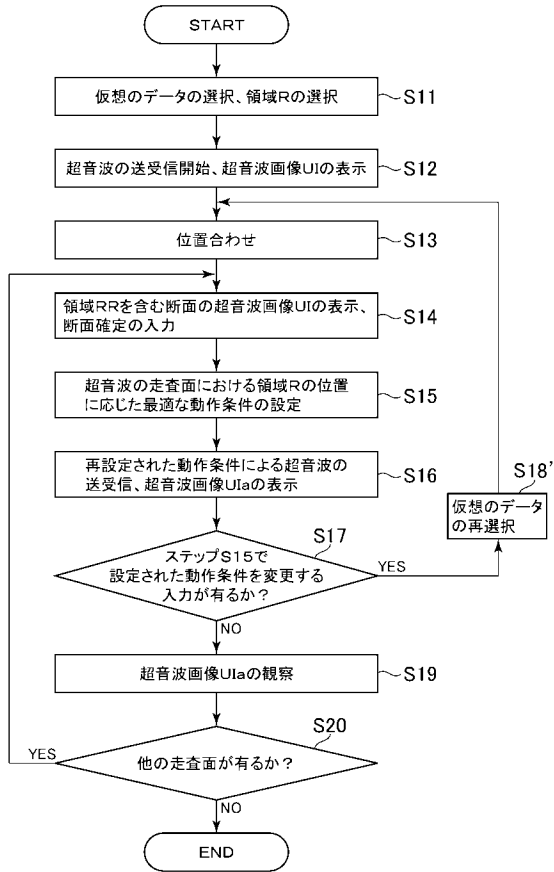 START
仮想のデータの選択、領域Rの選択
S11
超音波の送受信開始、超音波画像UIの表示
S12
位置合わせ
S13
領域RRを含む断面の超音波画像UIの表示、
断面確定の入力
S14
超音波の走査面における領域Rの位置
に応じた最適な動作条件の設定
S15
再設定された動作条件による超音波の
送受信、超音波画像UIaの表示
S16
S18'
仮想のデータ
の再選択
S17
ステップS15で
設定された動作条件を変更する
入力が有るか?
YES
NO
超音波画像UIaの観察
S19
S20
他の走査面が有るか?
YES
NO
END